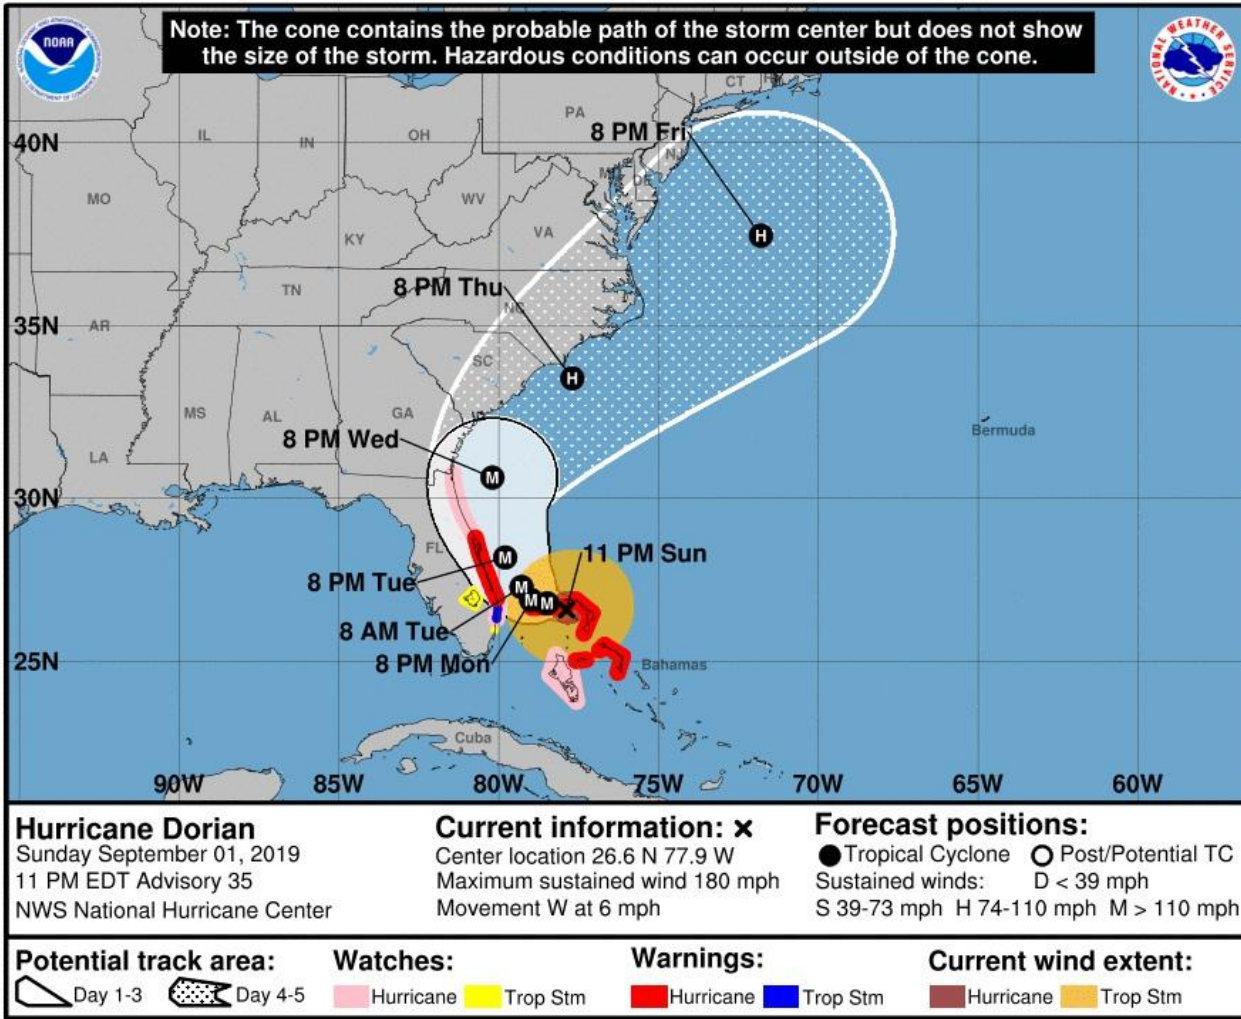 Note: The cone contains the probable path of the storm center but does not show
the size of the storm. Hazardous conditions can occur outside of the cone.
NOAA
NATIONAL WEATHER SERVICE
CT
PA
8 PM Fri
40N
IL
IN
OH
NJ
DE
MO
WV
VA
KY
8 PM Thu
TN
NC
35N
AR
SC
MS
AL
GA
8 PM Wed
Bermuda
LA
30N
FL
11 PM Sun
8 PM Tue
8 AM Tue
8 PM Mon
25N
Bahamas
Cuba
90W 85W 80W 75W 70W 65W 60W
M
M
M
M
M
H
H
Hurricane Dorian
Sunday September 01, 2019
11 PM EDT Advisory 35
NWS National Hurricane Center
Current information: ×
Center location 26.6 N 77.9 W
Maximum sustained wind 180 mph
Movement W at 6 mph
Forecast positions:
Tropical Cyclone Post/Potential TC
Sustained winds: D < 39 mph
S 39-73 mph H 74-110 mph M > 110 mph
Potential track area:
Day 1-3 Day 4-5
Watches:
Hurricane Trop Stm
Warnings:
Hurricane Trop Stm
Current wind extent:
Hurricane Trop Stm